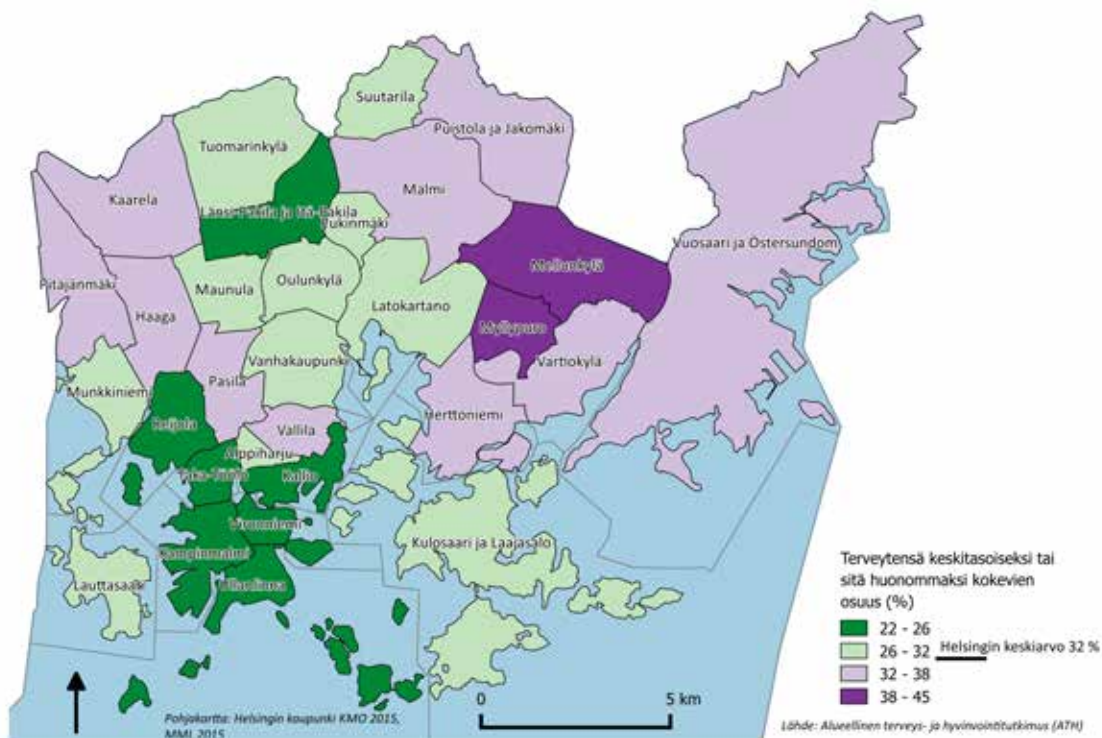 Suutarila
Puistola ja Jakomäki
Tuomarinkylä
Malmi
Kaarela
Länsi-Pakila ja Itä-Pakila
Pukinmäki
Vuosaari ja Östersundom
Mellunkylä
Pitäjänmäki
Maunula
Oulunkylä
Latokartano
Haaga
Myllypuro
Vanhakaupunki
Vartiokylä
Pasila
Munkkiniemi
Herttoniemi
Reijola
Vallila
Alppiharju
Taka-Töölö
Kallio
Vironniemi
Kulosaari ja Laajasalo
Kampinmalmi
Lauttasaari
Ullanlinna
Terveytensä keskitasoiseksi tai
sitä huonommaksi kokevien
osuus (%)
22 - 26
26 - 32
Helsingin keskiarvo 32 %
32 - 38
38 - 45
0 5 km
Pohjakartta: Helsingin kaupunki KMO 2015,
MML 2015
Lähde: Alueellinen terveys- ja hyvinvointitutkimus (ATH)